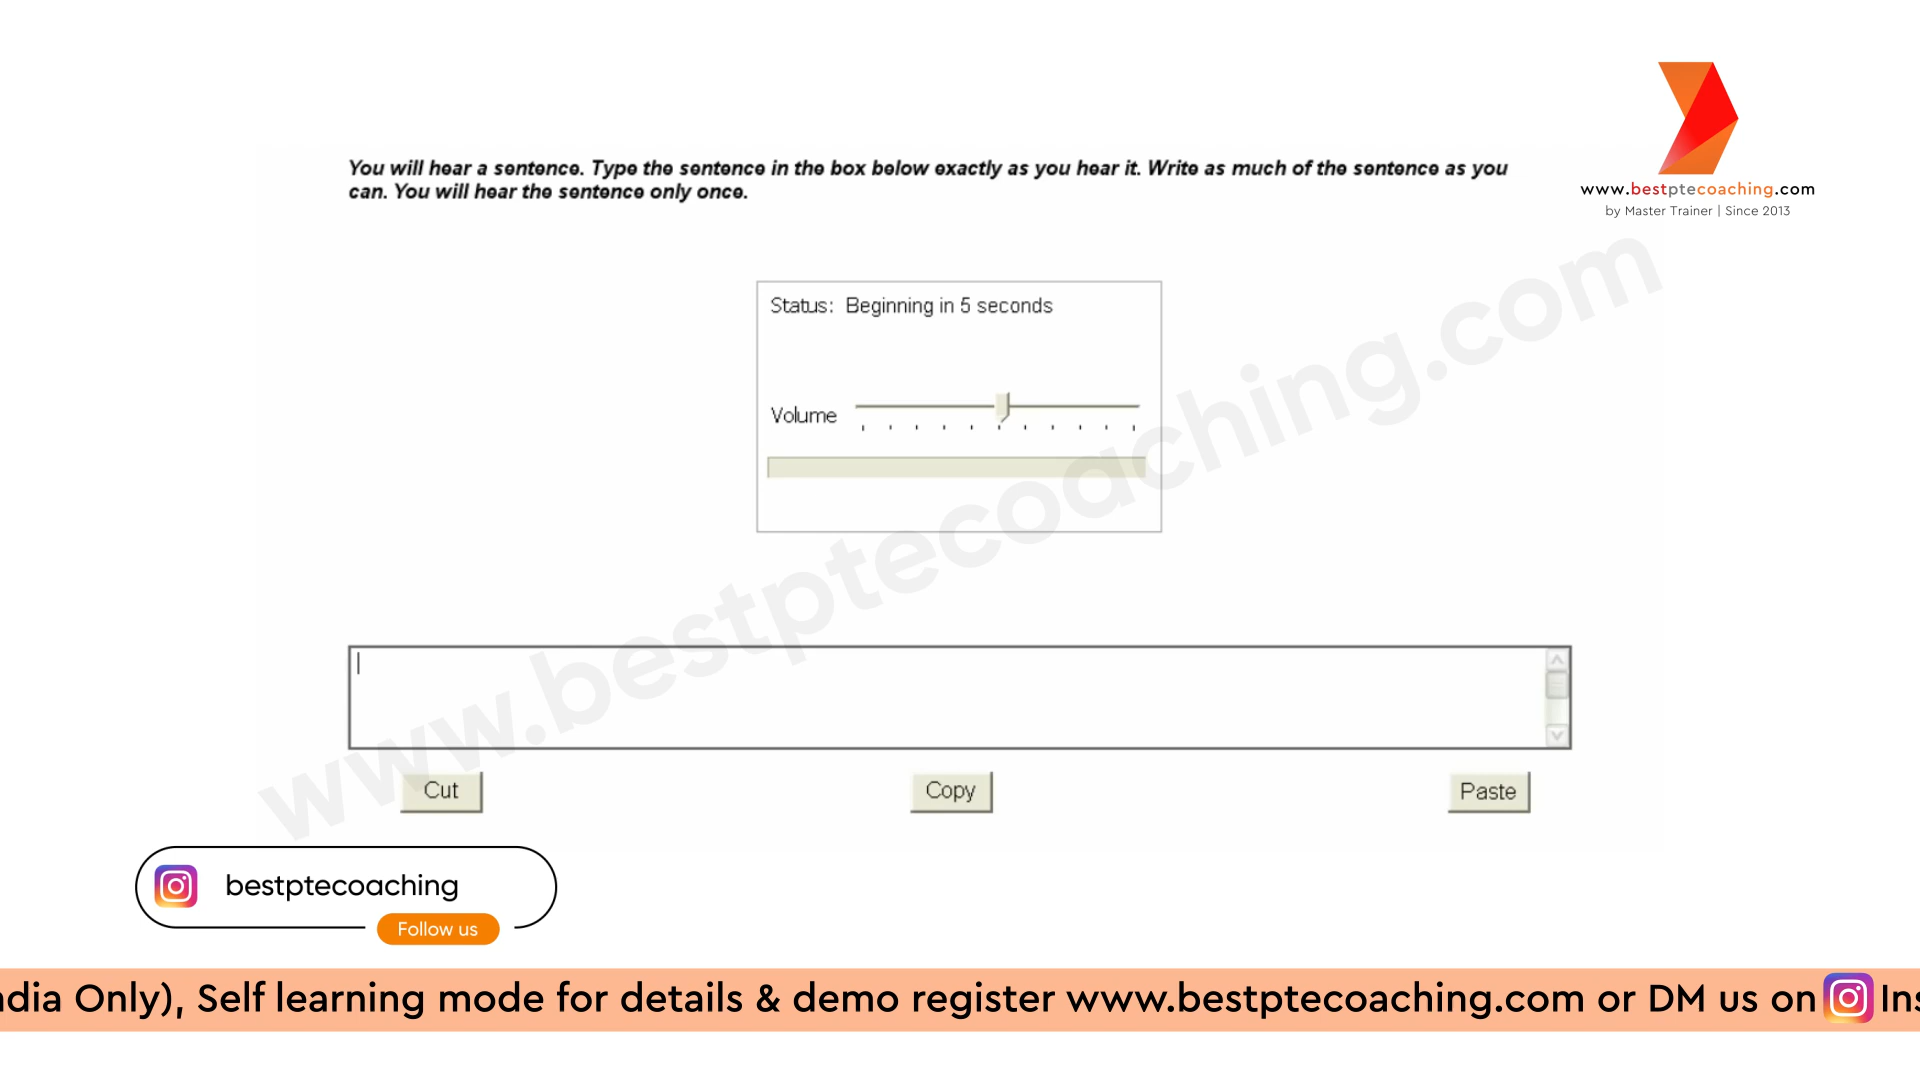 You will hear a sentence. Type the sentence in the box below exactly as you hear it. Write as much of the sentence as you
can. You will hear the sentence only once.
www.bestptecoaching.com
by Master Trainer | Since 2013
Status: Beginning in 5 seconds
Volume
www.bestptecoaching.com
Cut
Copy
Paste
bestptecoaching
Follow us
Only), Self learning mode for details & demo register www.bestptecoaching.com or DM us on